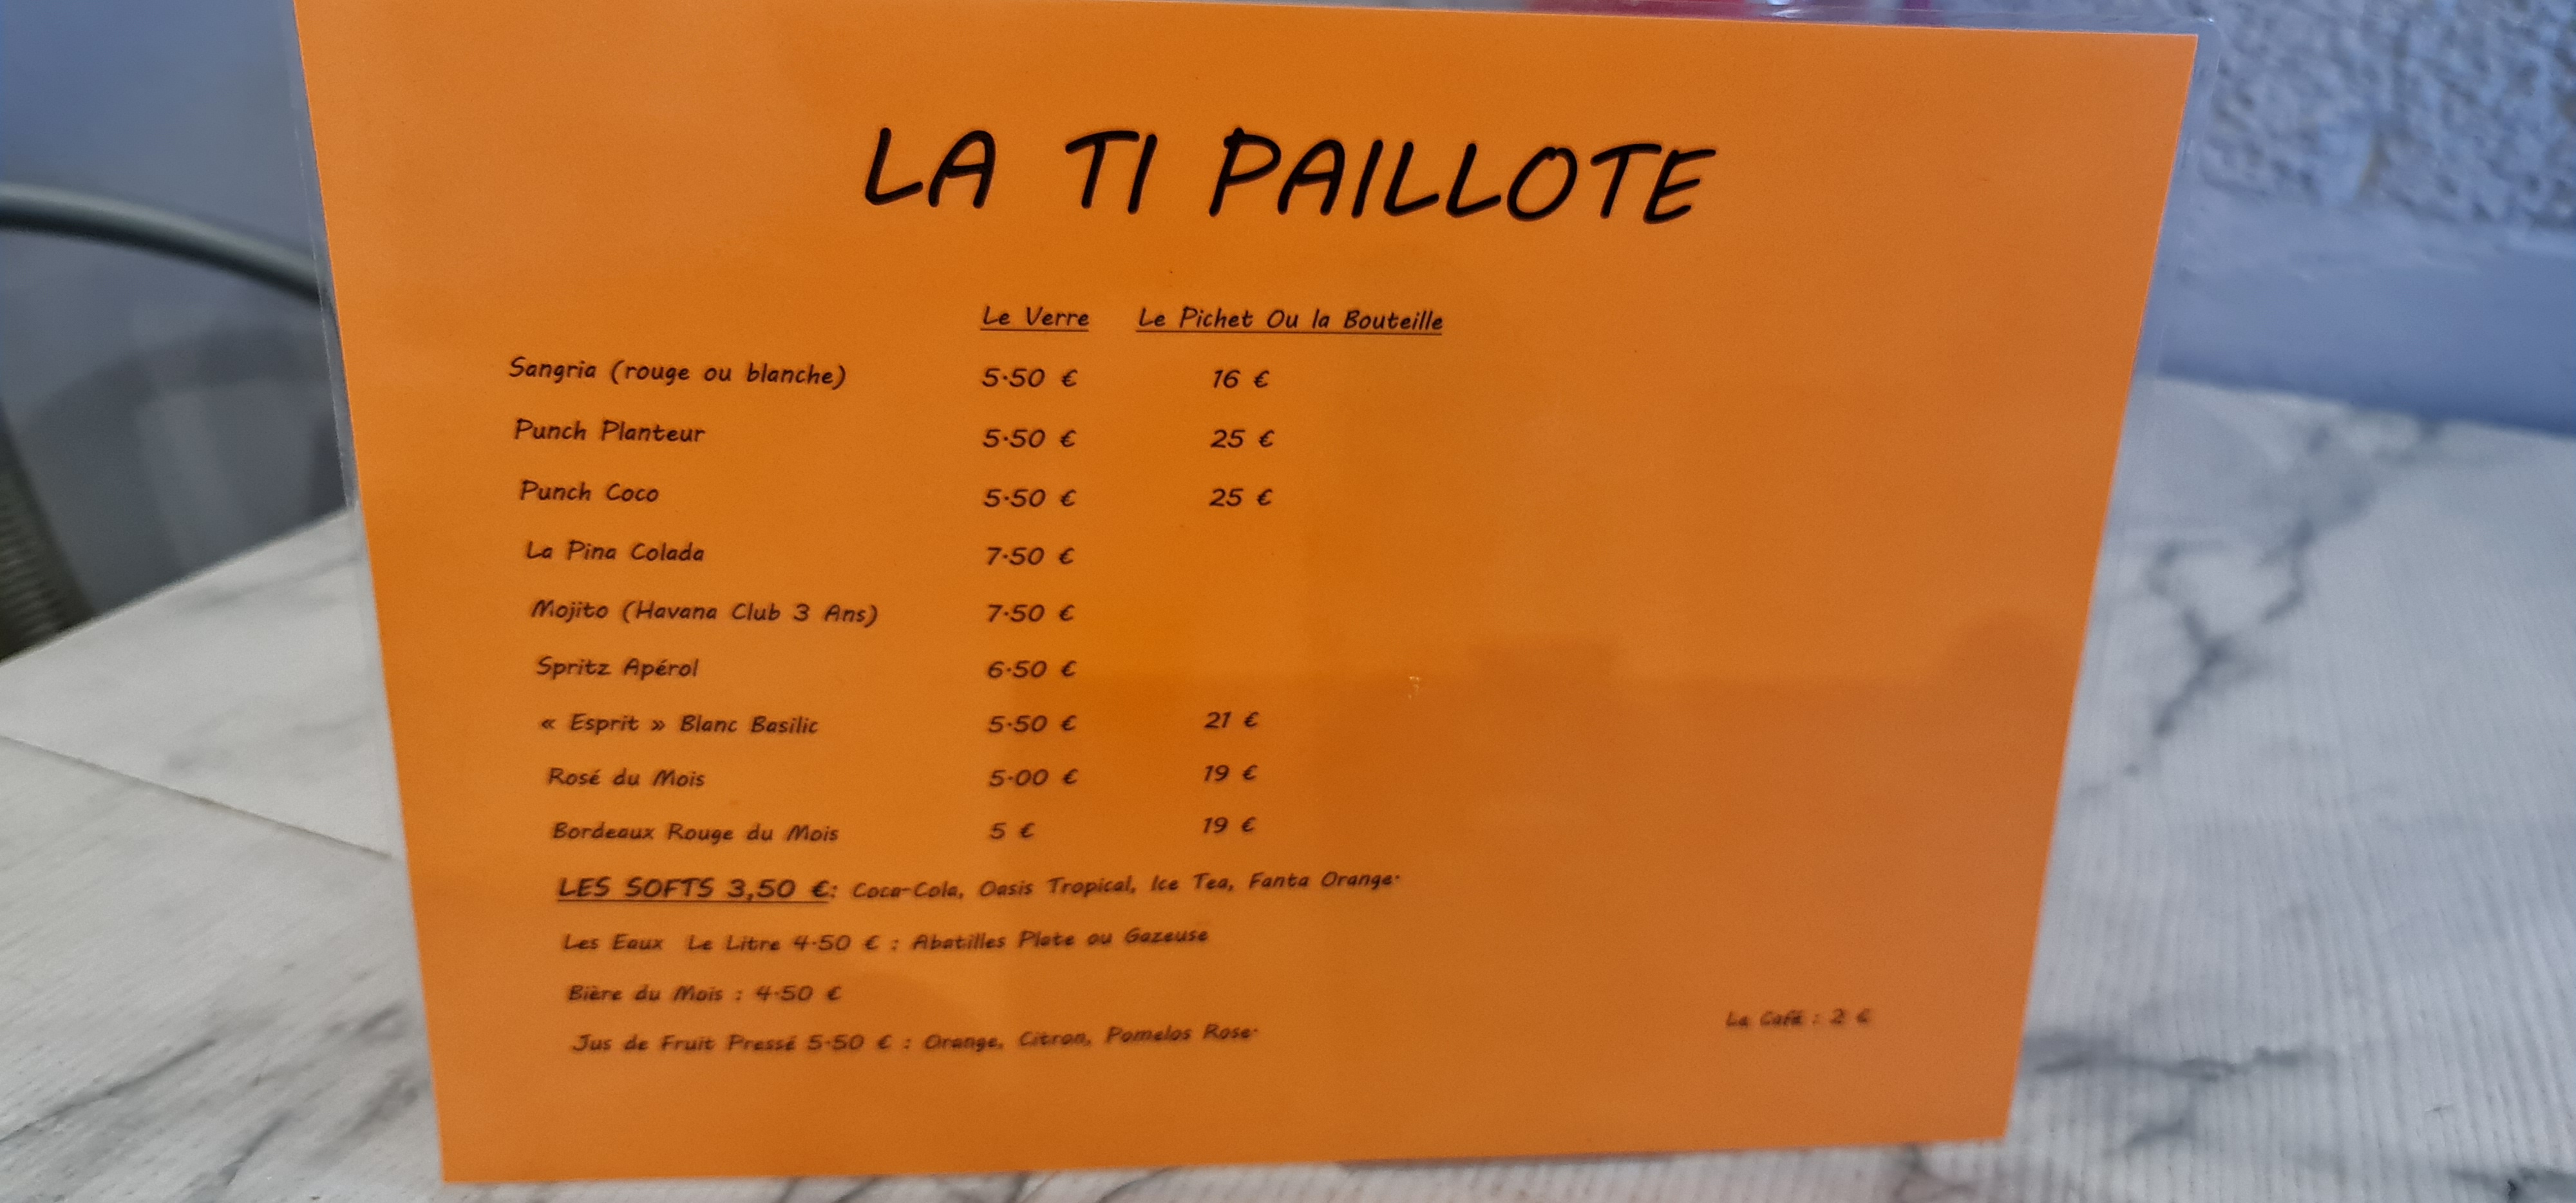 LA TI PAILLOTE
Le Verre Le Pichet Ou la Bouteille
Sangria (rouge ou blanche) 5.50 € 16 €
Punch Planteur 5.50 € 25 €
Punch Coco 5.50 € 25 €
La Pina Colada 7.50 €
Mojito (Havana Club 3 Ans) 7.50 €
Spritz Apérol 6.50 €
« Esprit » Blanc Basilic 5.50 € 21 €
Rosé du Mois 5.00 € 19 €
Bordeaux Rouge du Mois 5 € 19 €
LES SOFTS 3,50 €: Coca-Cola, Oasis Tropical, Ice Tea, Fanta Orange.
Les Eaux Le Litre 4.50 € : Abatilles Plate ou Gazeuse
Bière du Mois : 4.50 €
Jus de Fruit Pressé 5.50 € : Orange, Citron, Pomelos Rose.
Le Café : 2 €